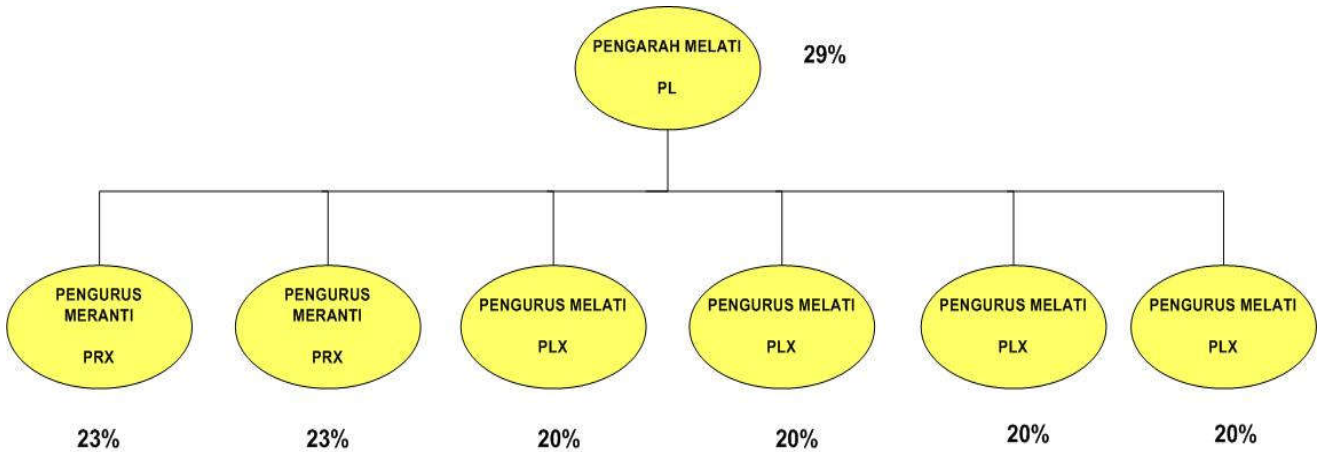 PENGARAH MELATI
PL
29%
PENGURUS
MERANTI
PRX
PENGURUS
MERANTI
PRX
PENGURUS MELATI
PLX
PENGURUS MELATI
PLX
PENGURUS MELATI
PLX
PENGURUS MELATI
PLX
23%
23%
20%
20%
20%
20%